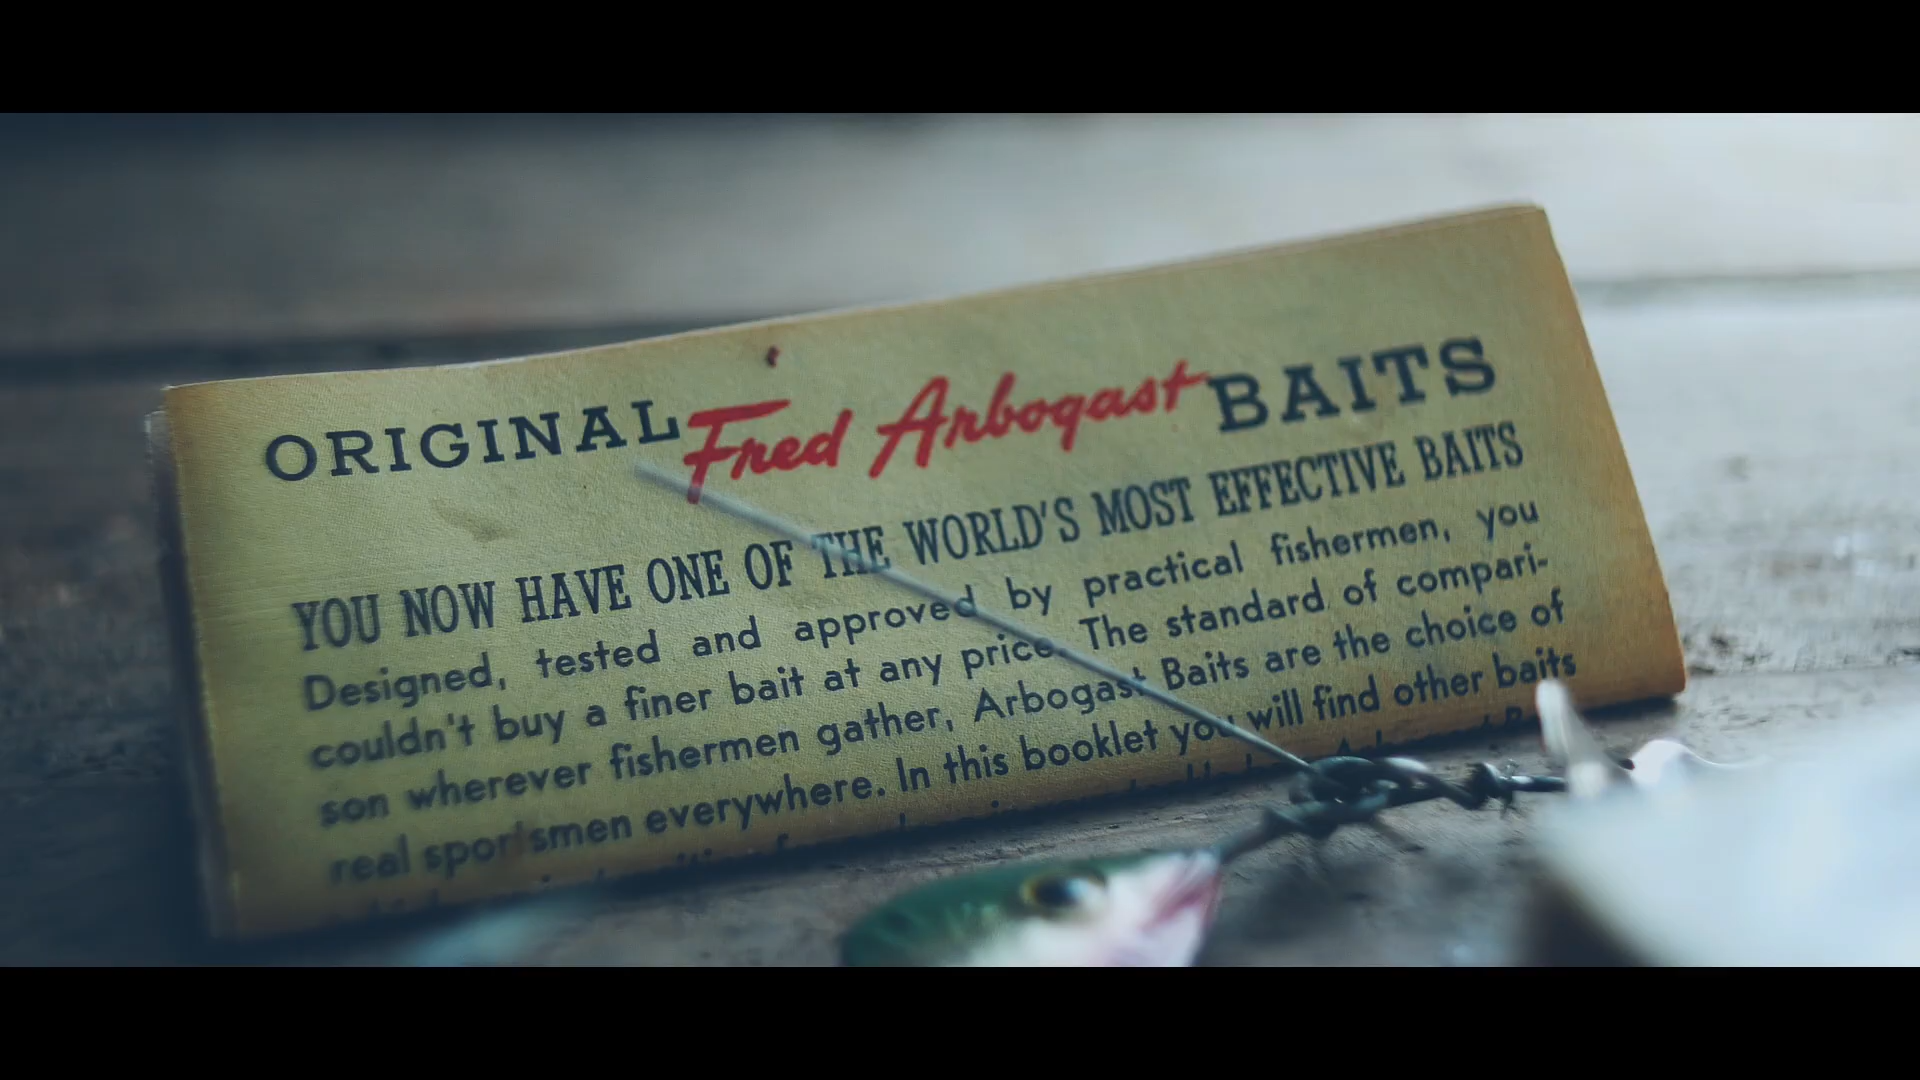 ORIGINAL Fred Arbogast BAITS
YOU NOW HAVE ONE OF THE WORLD'S MOST EFFECTIVE BAITS
Designed, tested and approved by practical fishermen, you
couldn't buy a finer bait at any price. The standard of compari-
son wherever fishermen gather, Arbogast Baits are the choice of
real sportsmen everywhere. In this booklet you will find other baits